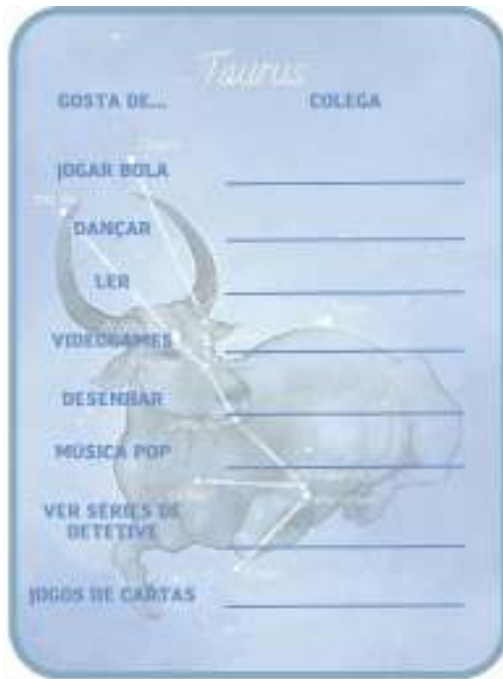 Taurus
GOSTA DE... COLEGA
JOGAR BOLA
DANÇAR
LER
VIDEOGAMES
DESENHAR
MÚSICA POP
VER SÉRIES DE
DETETIVE
JOGOS DE CARTAS